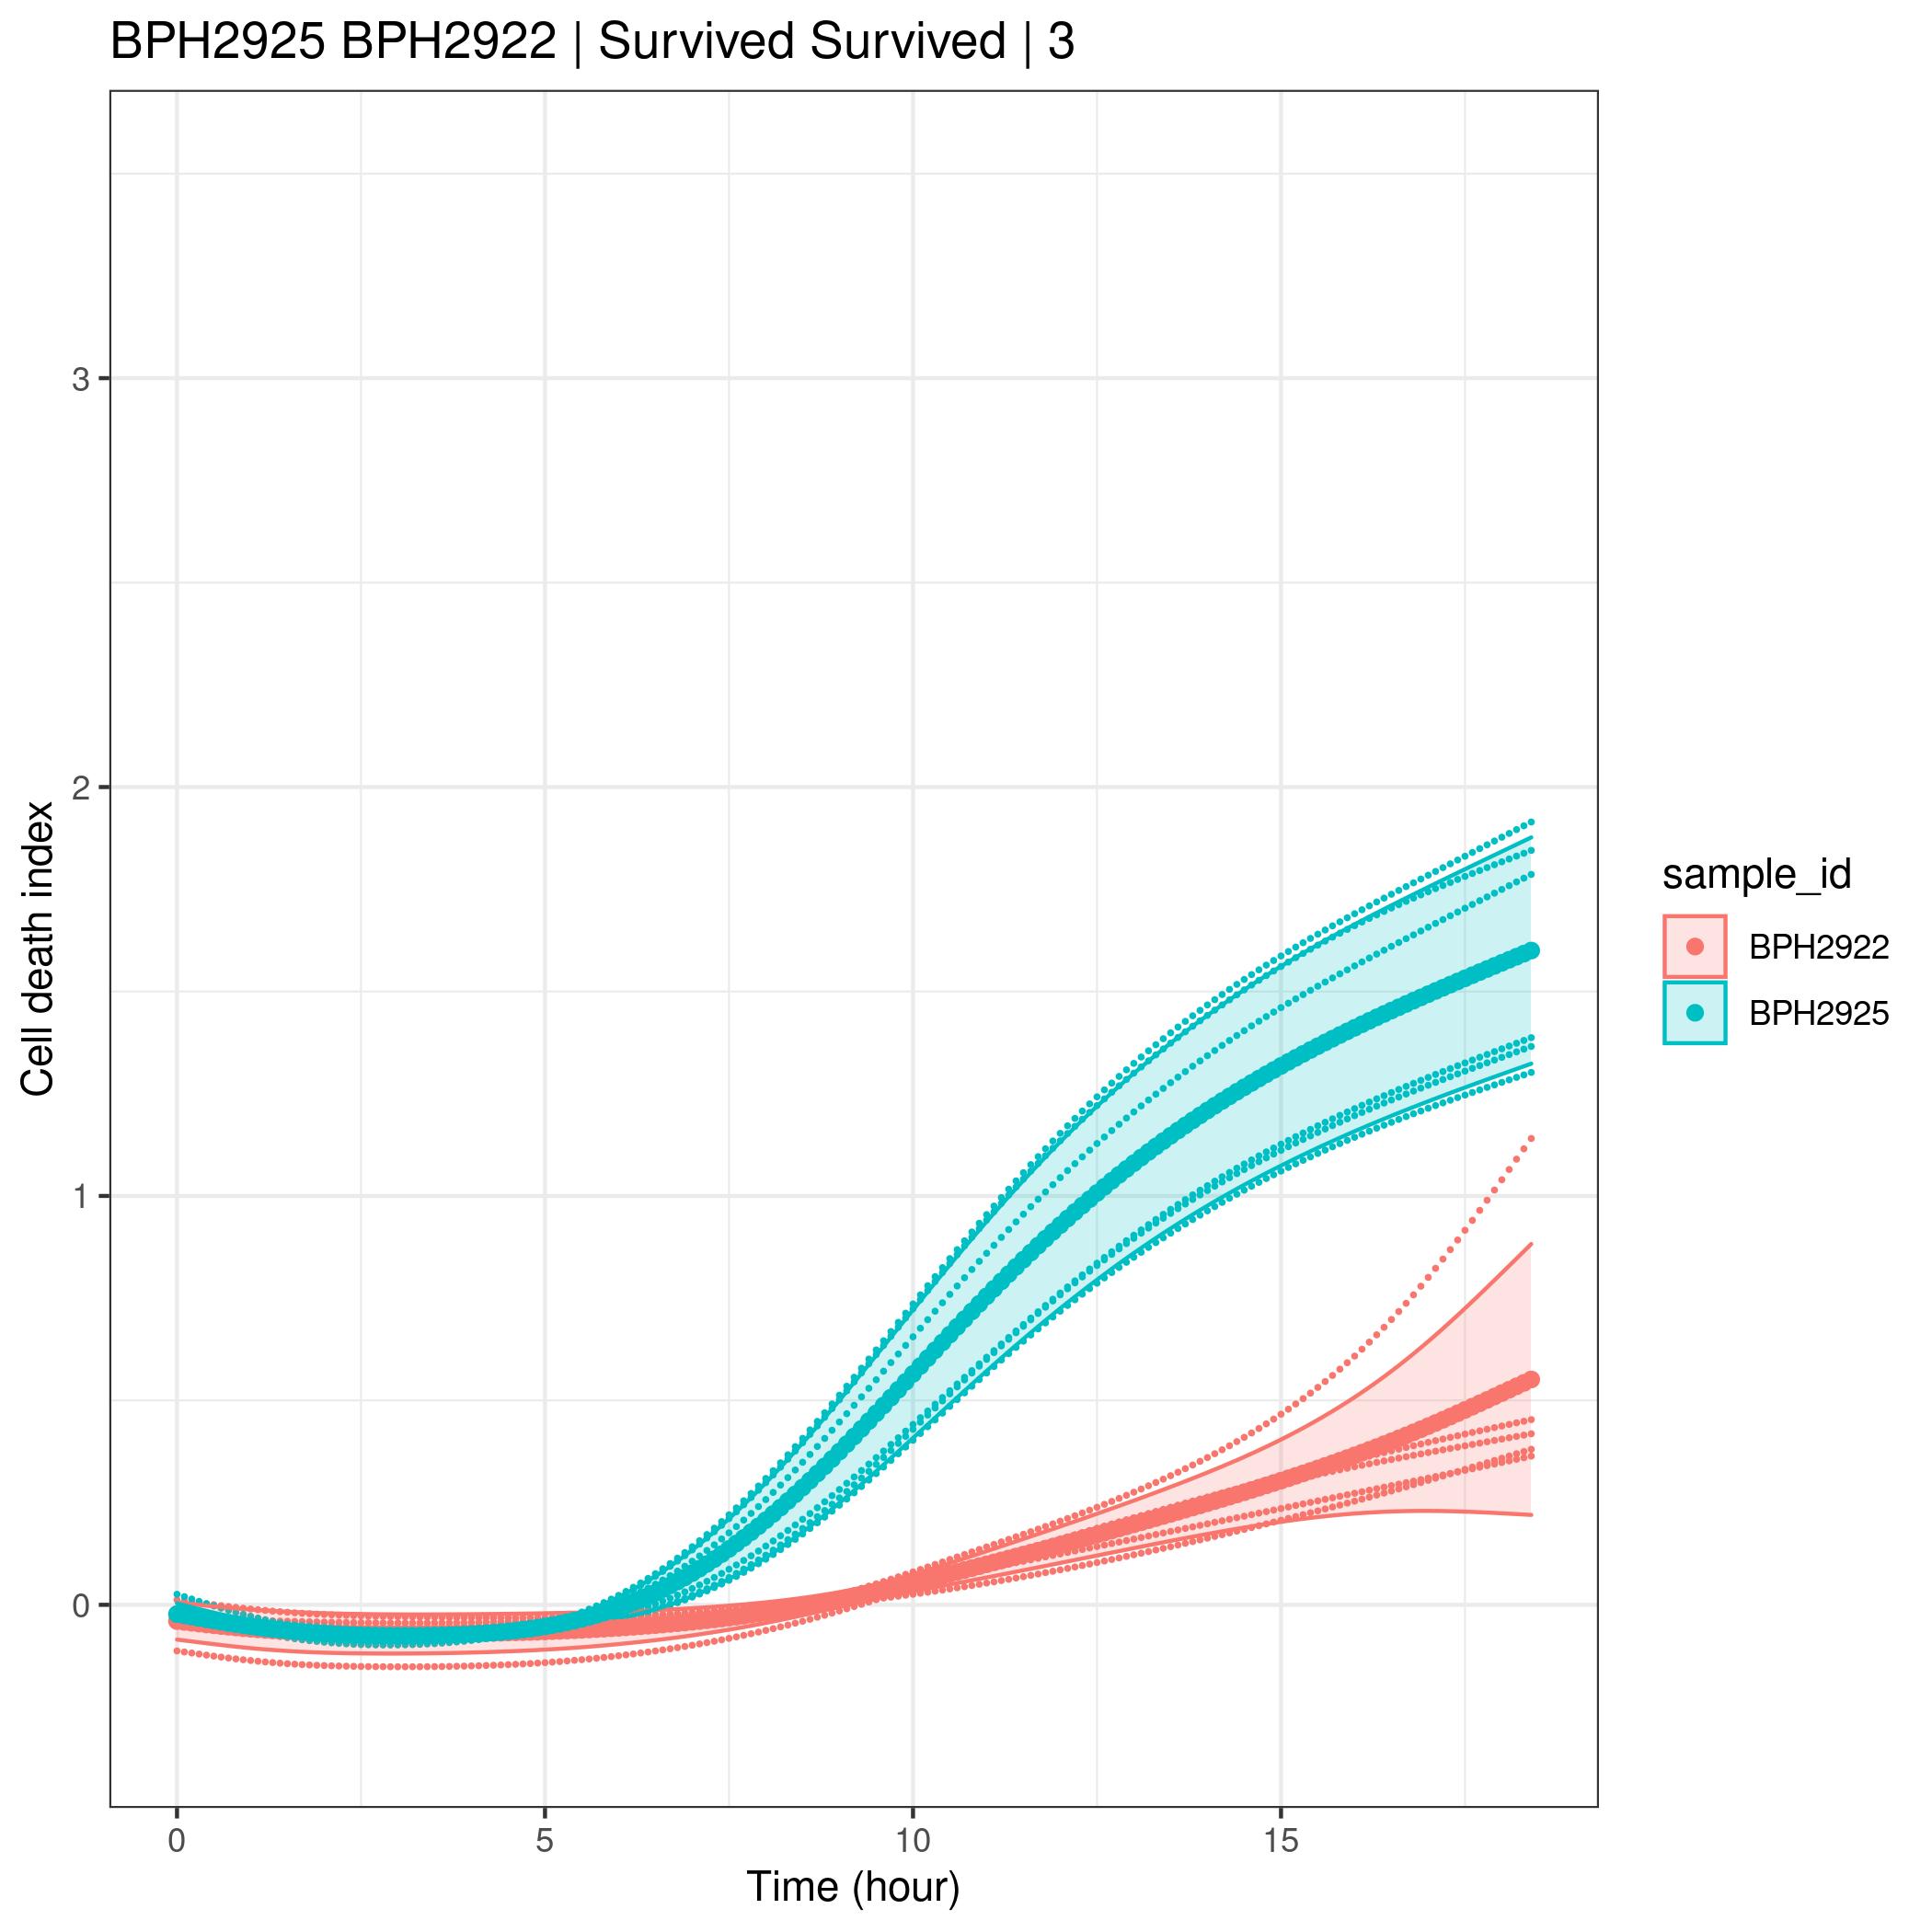 BPH2925 BPH2922 | Survived Survived | 3
3
2
1
0
Cell death index
0 5 10 15
Time (hour)
sample_id
BPH2922
BPH2925